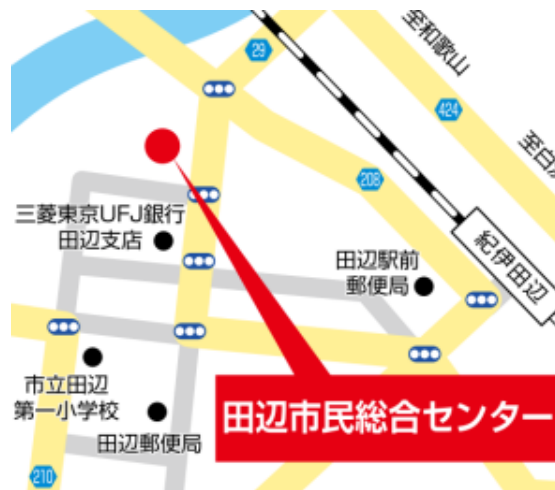 至和歌山
29
424
至白
208
三菱東京UFJ銀行
田辺支店
紀伊田辺
田辺駅前
郵便局
市立田辺
第一小学校
田辺郵便局
田辺市民総合センター
210